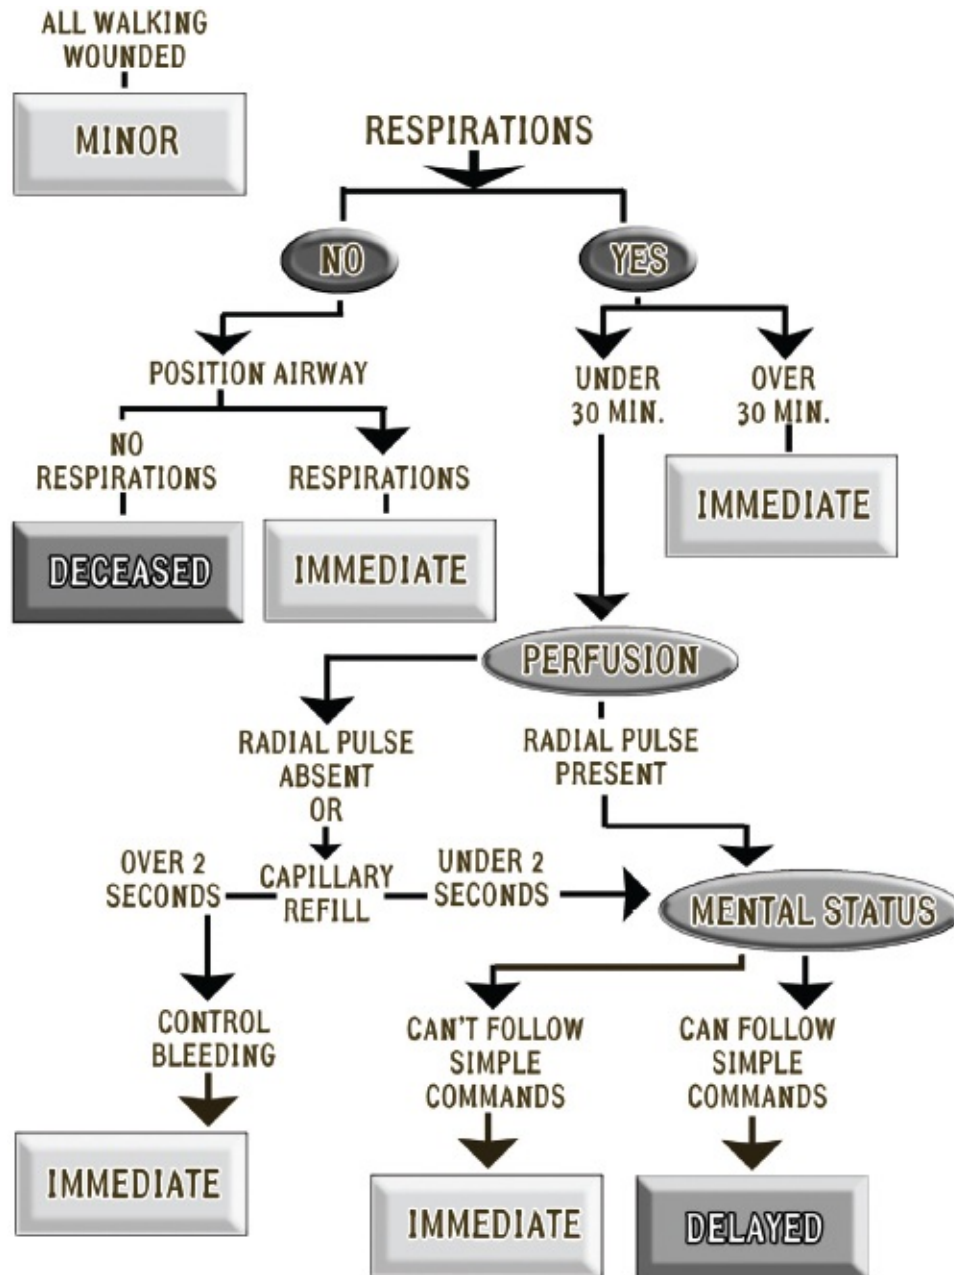 ALL WALKING
WOUNDED
MINOR
RESPIRATIONS
NO
YES
POSITION AIRWAY
UNDER
30 MIN.
OVER
30 MIN.
NO
RESPIRATIONS
RESPIRATIONS
IMMEDIATE
DECEASED
IMMEDIATE
PERFUSION
RADIAL PULSE
ABSENT
OR
RADIAL PULSE
PRESENT
OVER 2
SECONDS
CAPILLARY
REFILL
UNDER 2
SECONDS
MENTAL STATUS
CONTROL
BLEEDING
CAN'T FOLLOW
SIMPLE
COMMANDS
CAN FOLLOW
SIMPLE
COMMANDS
IMMEDIATE
IMMEDIATE
DELAYED